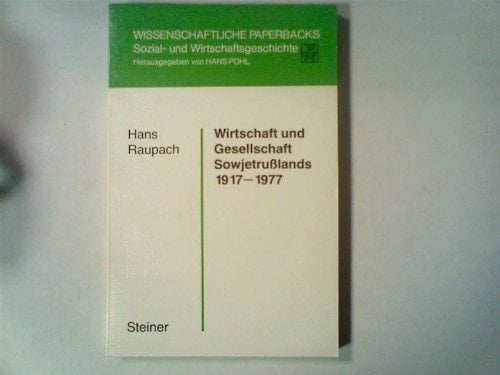 WISSENSCHAFTLICHE PAPERBACKS
Sozial- und Wirtschaftsgeschichte
Herausgegeben von HANS POHL
Hans
Raupach
Wirtschaft und
Gesellschaft
Sowjetrußlands
1917–1977
Steiner